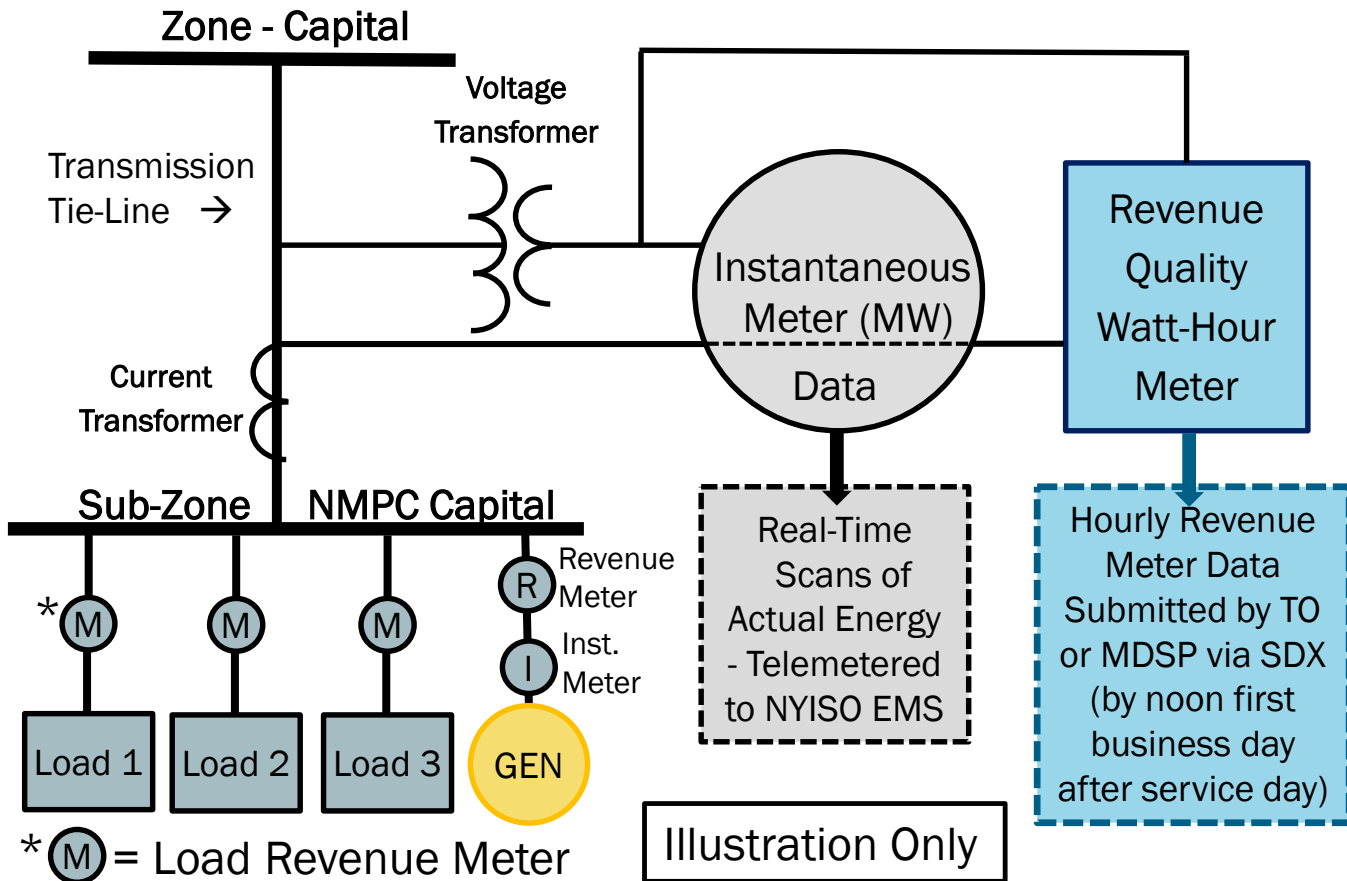 Zone - Capital
Voltage
Transformer
Transmission
Tie-Line →
Instantaneous
Meter (MW)
Data
Revenue
Quality
Watt-Hour
Meter
Current
Transformer
Sub-Zone NMPC Capital
Revenue
Meter
Inst.
Meter
R
I
* M
M
M
Load 1
Load 2
Load 3
GEN
Real-Time
Scans of
Actual Energy
- Telemetered
to NYISO EMS
Hourly Revenue
Meter Data
Submitted by TO
or MDSP via SDX
(by noon first
business day
after service day)
* M = Load Revenue Meter
Illustration Only